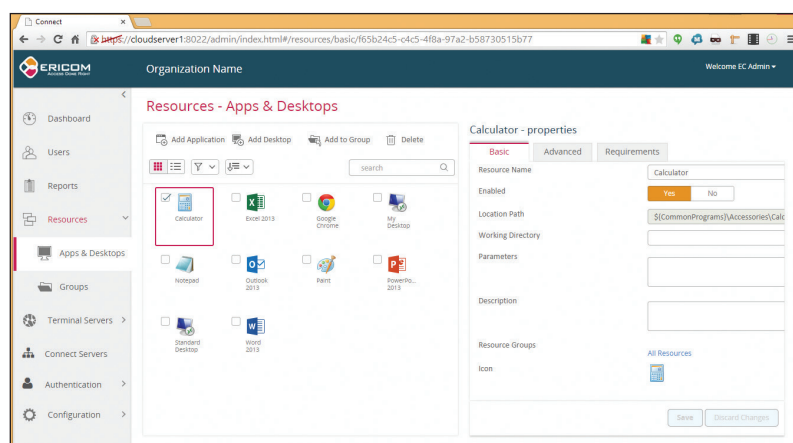 Connect
https://cloudserver1:8022/admin/index.html#/resources/basic/f65b24c5-c4c5-4f8a-97a2-b58730515b77
ERICOM
Access Done Right
Organization Name
Welcome EC Admin
Dashboard
Users
Reports
Resources
Apps & Desktops
Groups
Terminal Servers
Connect Servers
Authentication
Configuration
Resources - Apps & Desktops
Add Application
Add Desktop
Add to Group
Delete
search
Calculator
Excel 2013
Google
Chrome
My
Desktop
Notepad
Outlook
2013
Paint
PowerPo...
2013
Standard
Desktop
Word
2013
Calculator - properties
Basic
Advanced
Requirements
Resource Name
Calculator
Enabled
Yes
No
Location Path
$(CommonPrograms)\Accessories\Calc
Working Directory
Parameters
Description
Resource Groups
All Resources
Icon
Save
Discard Changes